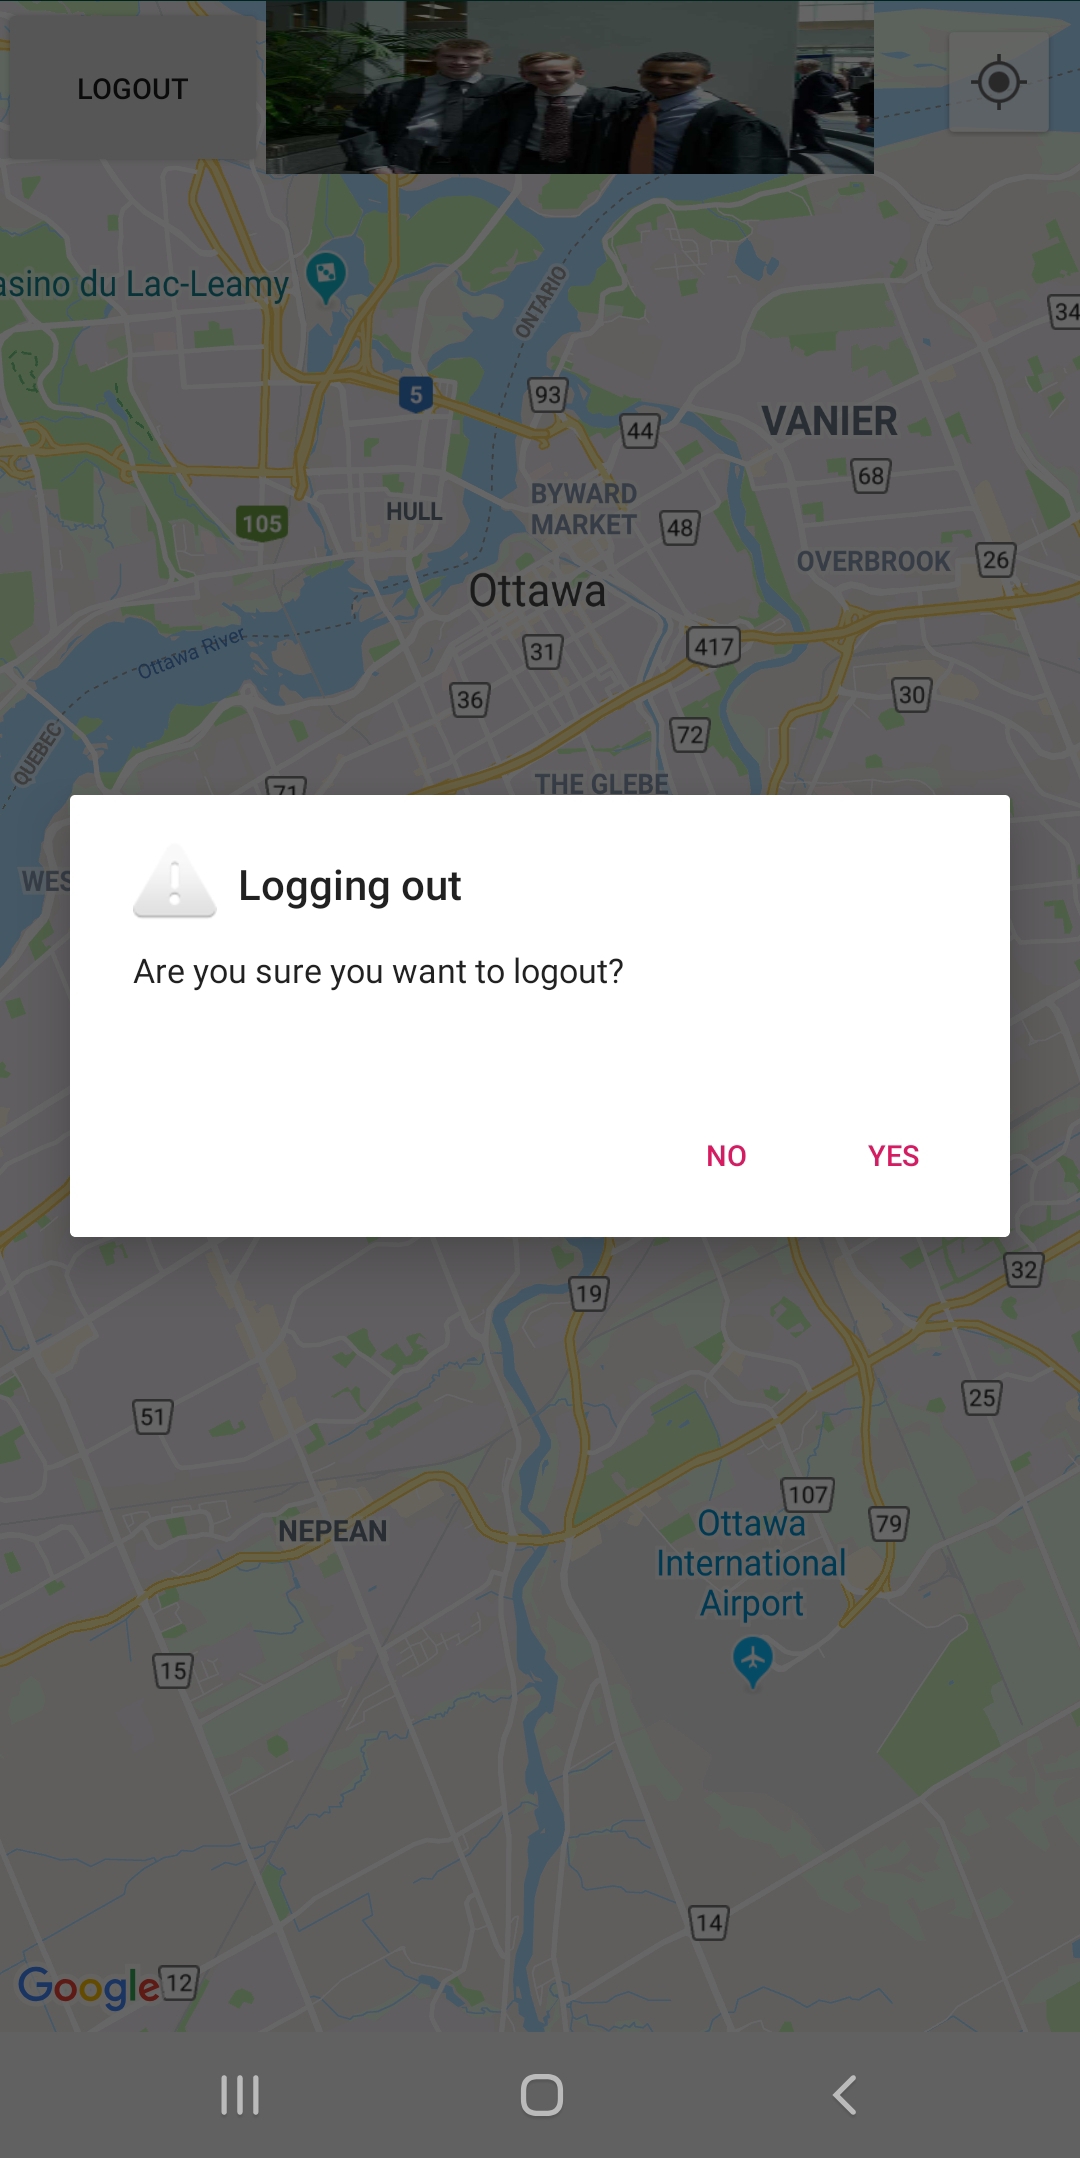 LOGOUT
asino du Lac-Leamy
ONTARIO
34
5
93
44
VANIER
68
BYWARD
MARKET
HULL
105
48
OVERBROOK
26
Ottawa
Ottawa River
31
417
36
30
72
QUEBEC
71
THE GLEBE
WES
Logging out
Are you sure you want to logout?
NO
YES
32
19
25
51
107
79
NEPEAN
Ottawa
International
Airport
15
14
Google
12